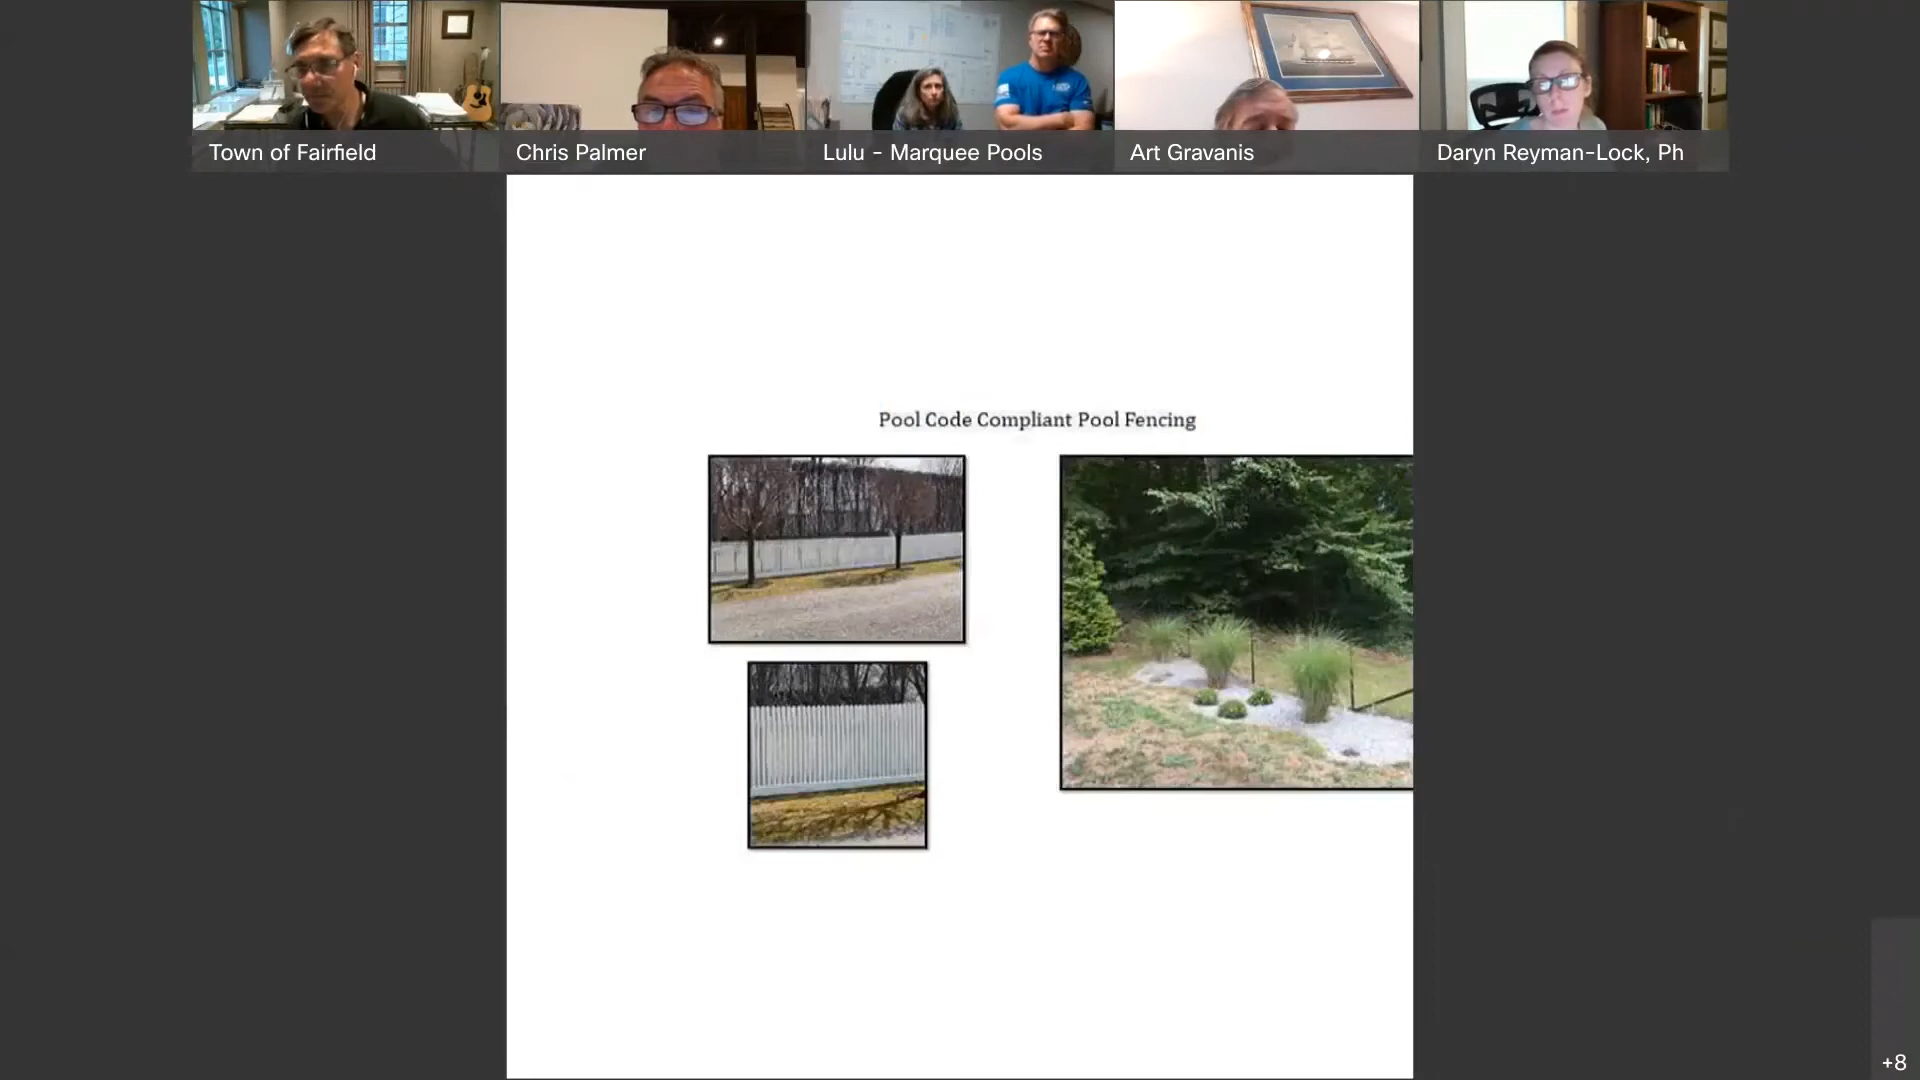 Town of Fairfield
Chris Palmer
Lulu - Marquee Pools
Art Gravanis
Daryn Reyman-Lock, Ph
Pool Code Compliant Pool Fencing
+8